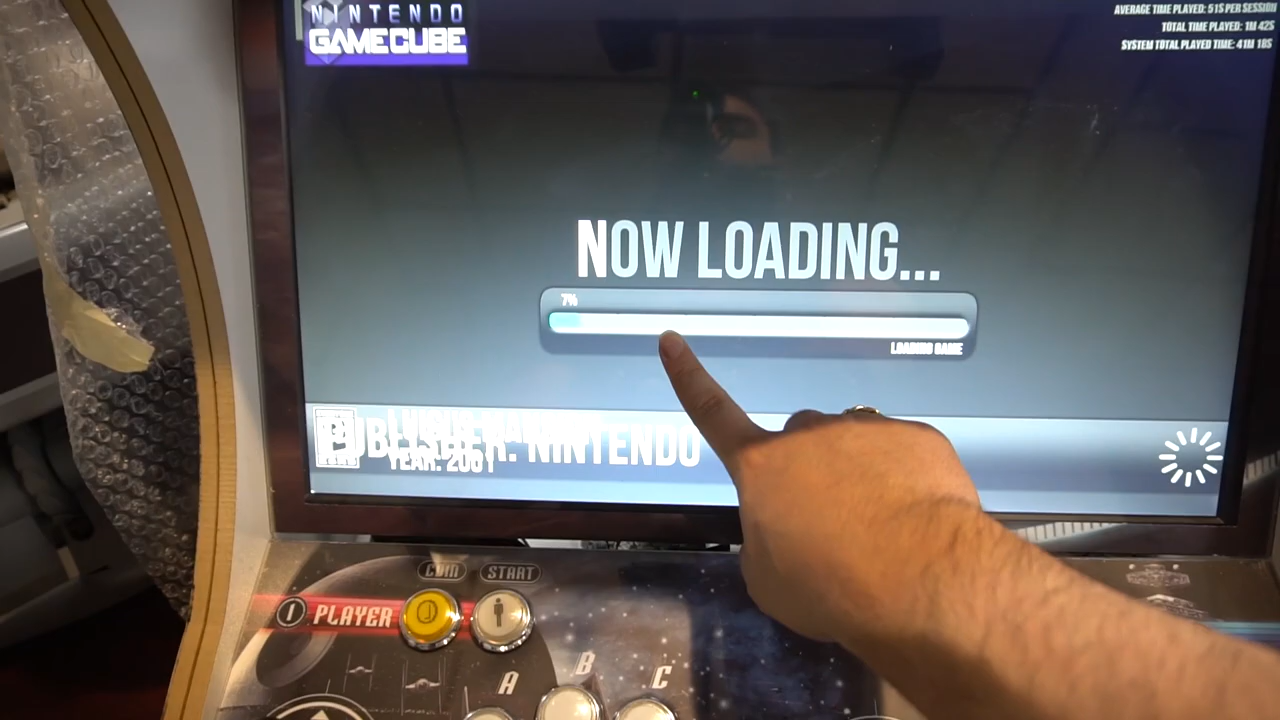 NINTENDO
GAMECUBE
AVERAGE TIME PLAYED: 51S PER SESSION
TOTAL TIME PLAYED: 1M 42S
SYSTEM TOTAL PLAYED TIME: 41M 18S
NOW LOADING...
7%
LOADING GAME
PUBLISHER: NINTENDO
YEAR: 2001
COIN
START
1 PLAYER
A
B
C